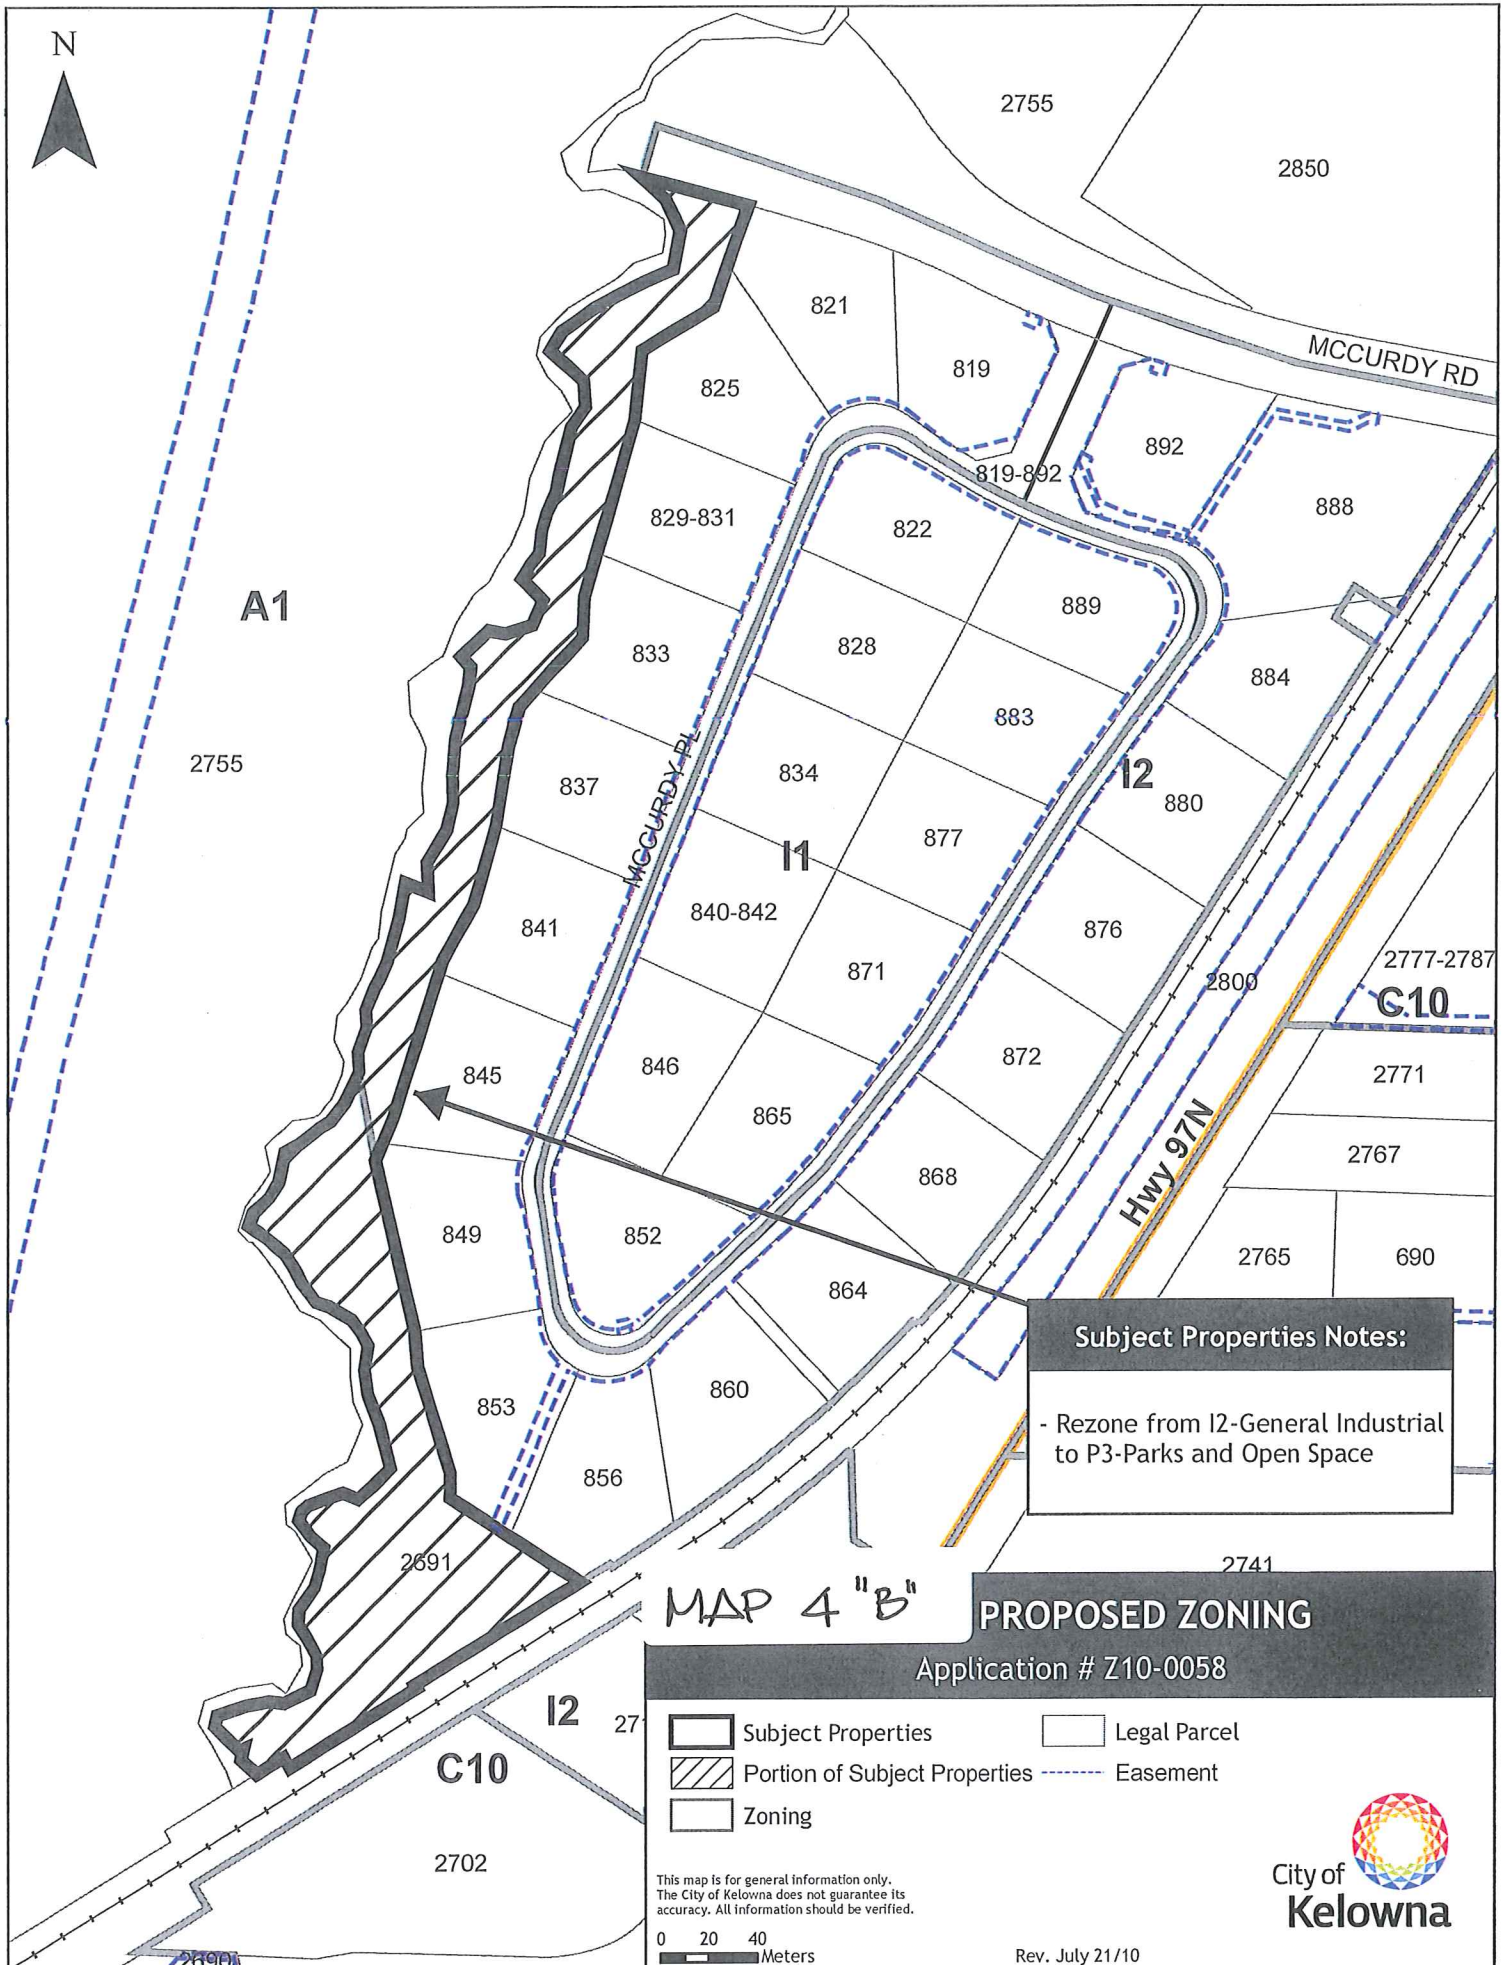 N
2755
2850
MCCURDY RD
821
819
825
892
819-892
888
829-831
822
A1
889
833
828
884
2755
883
I2
837
MCCURDY PL
834
880
I1
877
841
840-842
876
871
2777-2787
2800
C10
845
846
872
2771
865
Hwy 97N
2767
868
849
852
2765
690
864
Subject Properties Notes:
- Rezone from I2-General Industrial
to P3-Parks and Open Space
853
860
856
2691
2741
MAP 4 "B"
PROPOSED ZONING
Application # Z10-0058
I2
C10
2702
Subject Properties
Legal Parcel
Portion of Subject Properties
Easement
Zoning
This map is for general information only.
The City of Kelowna does not guarantee its
accuracy. All information should be verified.
0 20 40
Meters
Rev. July 21/10
City of
Kelowna